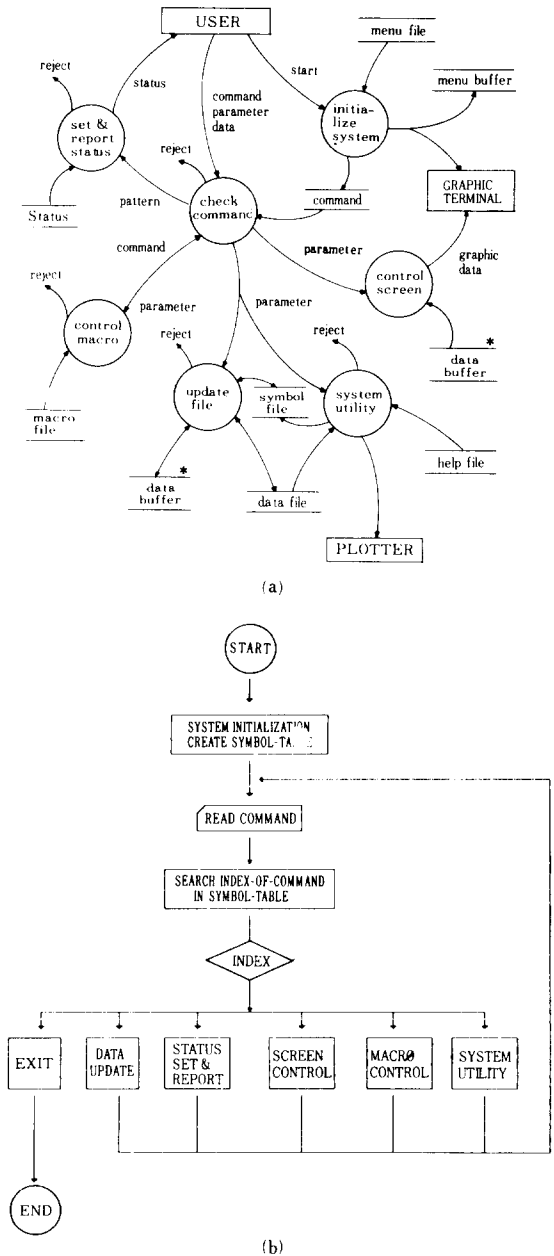 USER
menu file
reject
status
start
menu buffer
command
parameter
data
initia-
lize
system
set &
report
status
reject
GRAPHIC
TERMINAL
check
command
command
pattern
Status
command
parameter
graphic
data
control
screen
reject
parameter
parameter
control
macro
reject
reject
data
buffer *
update
file
symbol
file
system
utility
macro
file
help file
data
buffer *
data file
PLOTTER
(a)
START
SYSTEM INITIALIZATION
CREATE SYMBOL-TA E
READ COMMAND
SEARCH INDEX-OF-COMMAND
IN SYMBOL-TABLE
INDEX
EXIT
DATA
UPDATE
STATUS
SET &
REPORT
SCREEN
CONTROL
MACRØ
CONTROL
SYSTEM
UTILITY
END
(b)